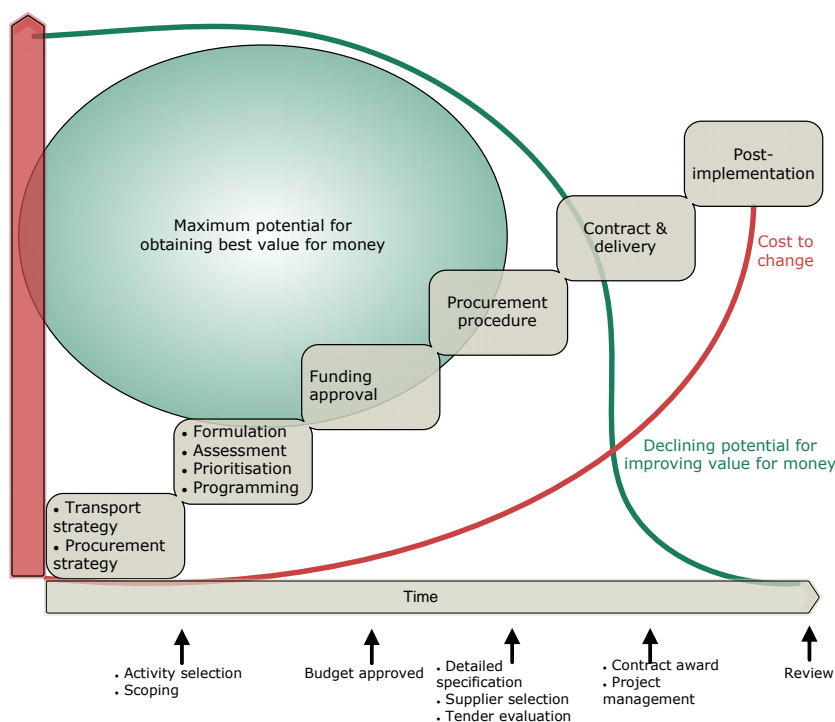 Maximum potential for
obtaining best value for money
Post-
implementation
Contract &
delivery
Cost to
change
Procurement
procedure
Funding
approval
• Formulation
• Assessment
• Prioritisation
• Programming
Declining potential for
improving value for money
• Transport
strategy
• Procurement
strategy
Time
• Activity selection
• Scoping
Budget approved
• Detailed
specification
• Supplier selection
• Tender evaluation
• Contract award
• Project
management
Review